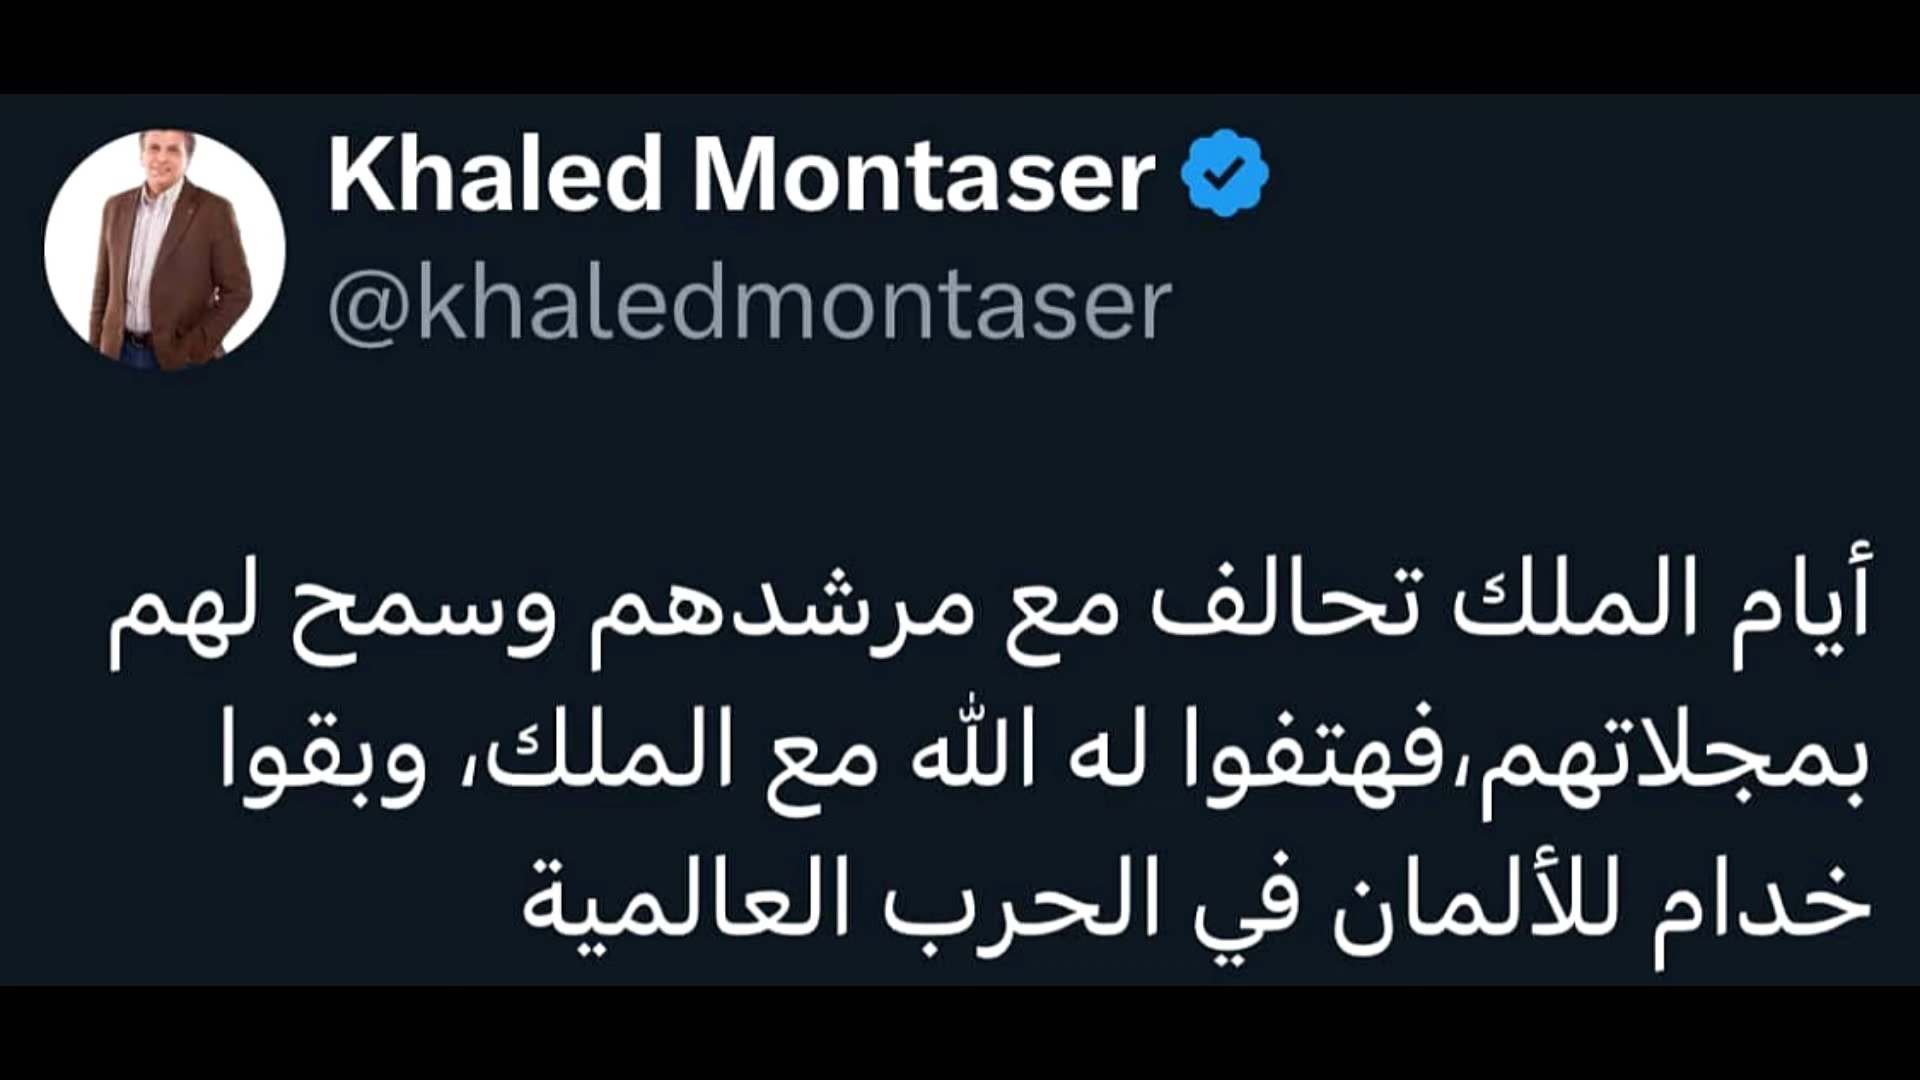 Khaled Montaser
@khaledmontaser
أيام الملك تحالف مع مرشدهم وسمح لهم
بمجلاتهم،فهتفوا له الله مع الملك، وبقوا
خدام للألمان في الحرب العالمية